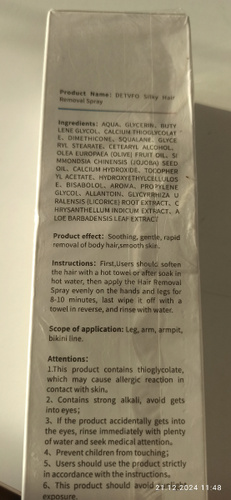 Product Name: DETVFO Silky Hair
Removal Spray
Ingredients: AQUA, GLYCERIN, BUTY
LENE GLYCOL, CALCIUM THIOGLYCOLAT
E, DIMETHICONE, SQUALANE, GLYCE
RYL STEARATE, CETEARYL ALCOHOL,
OLEA EUROPAEA (OLIVE) FRUIT OIL, SI
MMONDSIA CHINENSIS (JOJOBA) SEED
OIL, CALCIUM HYDROXIDE, TOCOPHER
YL ACETATE, HYDROXYETHYLCELULOS
E, BISABOLOL, AROMA, PROPYLENE
GLYCOL, ALLANTOIN, GLYCYRRHIZA U
RALENSIS (LICORICE) ROOT EXTRACT, C
HRYSANTHELLUM INDICUM EXTRACT, A
LOE BARBADENSIS LEAF EXTRACT
Product effect: Soothing, gentle, rapid
removal of body hair,smooth skin.
Instructions: First,Users should soften
the hair with a hot towel or after soak in
hot water, then apply the Hair Removal
Spray evenly on the hands and legs for
8-10 minutes, last wipe it off with a
towel in reverse, and rinse with water.
Scope of application: Leg, arm, armpit,
bikini line.
Attentions:
1.This product contains thioglycolate,
which may cause allergic reaction in
contact with skin.
2. Contains strong alkali, avoid gets
into eyes;
3. If the product accidentally gets into
the eyes, rinse immediately with plenty
of water and seek medical attention.
4. Prevent children from touching;
5. Users should use the product strictly
in accordance with the instructions.
6. This product should avoid
exposure.
21.12.2024 11:48